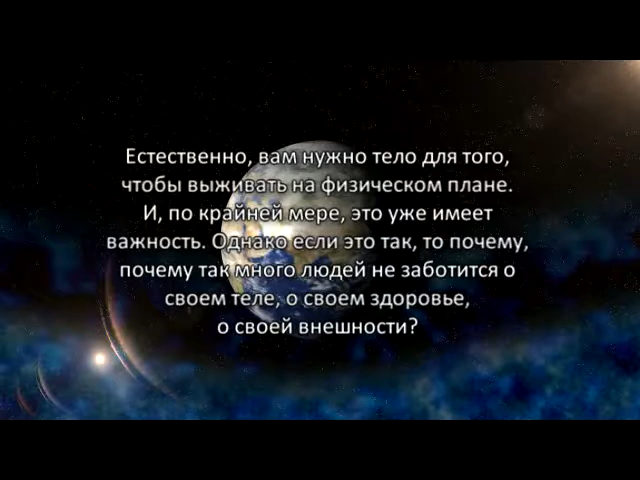 Естественно, вам нужно тело для того,
чтобы выживать на физическом плане.
И, по крайней мере, это уже имеет
важность. Однако если это так, то почему,
почему так много людей не заботится о
своем теле, о своем здоровье,
о своей внешности?